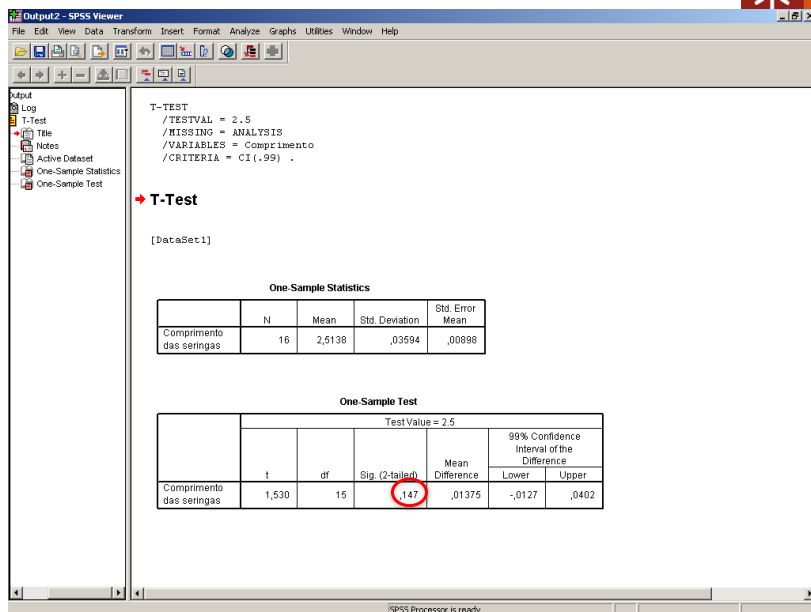 Output2 - SPSS Viewer
File Edit View Data Transform Insert Format Analyze Graphs Utilities Window Help
Output
Log
T-Test
Title
Notes
Active Dataset
One-Sample Statistics
One-Sample Test
T-TEST
/TESTVAL = 2.5
/MISSING = ANALYSIS
/VARIABLES = Comprimento
/CRITERIA = CI(.99) .
T-Test
[DataSet1]
One-Sample Statistics
N Mean Std. Deviation Std. Error Mean
Comprimento das seringas 16 2,5138 ,03594 ,00898
One-Sample Test
Test Value = 2.5
t df Sig. (2-tailed) Mean Difference 99% Confidence Interval of the Difference
Lower Upper
Comprimento das seringas 1,530 15 ,147 ,01375 -,0127 ,0402
SPSS Processor is ready